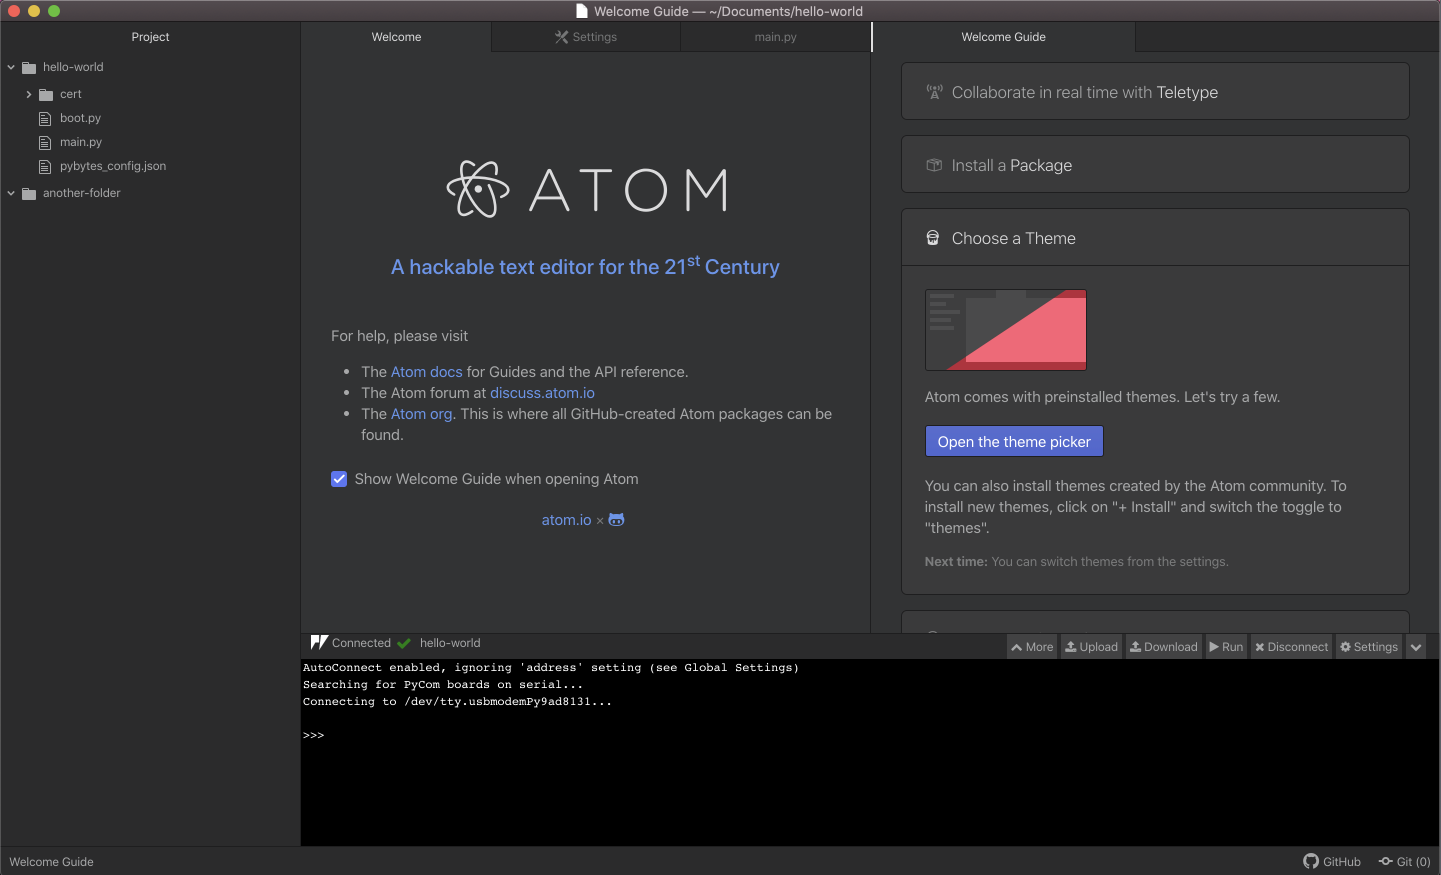 Welcome Guide — ~/Documents/hello-world
Project
hello-world
cert
boot.py
main.py
pybytes_config.json
another-folder
Welcome
Settings
main.py
Welcome Guide
ATOM
A hackable text editor for the 21st Century
For help, please visit
• The Atom docs for Guides and the API reference.
• The Atom forum at discuss.atom.io
• The Atom org. This is where all GitHub-created Atom packages can be
found.
Show Welcome Guide when opening Atom
atom.io ×
Collaborate in real time with Teletype
Install a Package
Choose a Theme
Atom comes with preinstalled themes. Let's try a few.
Open the theme picker
You can also install themes created by the Atom community. To
install new themes, click on "+ Install" and switch the toggle to
"themes".
Next time: You can switch themes from the settings.
Connected hello-world
More Upload Download Run Disconnect Settings
AutoConnect enabled, ignoring 'address' setting (see Global Settings)
Searching for PyCom boards on serial...
Connecting to /dev/tty.usbmodemPy9ad8131...
>>>
Welcome Guide
GitHub Git (0)